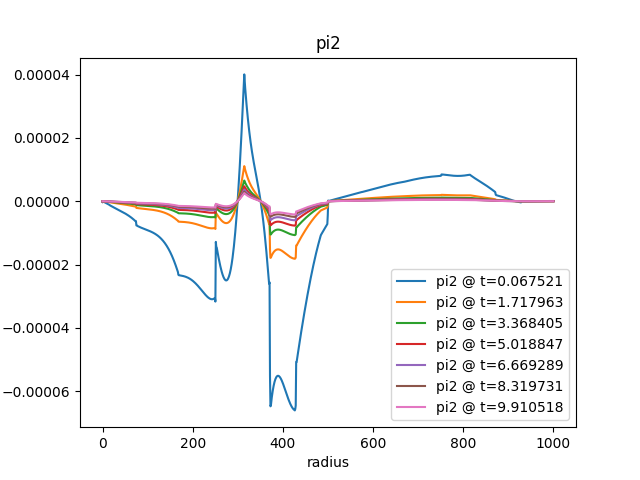 pi2
0.00004
0.00002
0.00000
−0.00002
−0.00004
−0.00006
0 200 400 600 800 1000
radius
pi2 @ t=0.067521
pi2 @ t=1.717963
pi2 @ t=3.368405
pi2 @ t=5.018847
pi2 @ t=6.669289
pi2 @ t=8.319731
pi2 @ t=9.910518